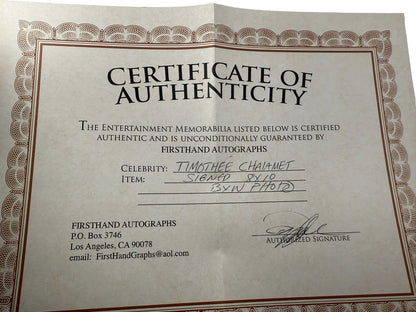 CERTIFICATE OF
AUTHENTICITY
THE ENTERTAINMENT MEMORABILIA LISTED BELOW IS CERTIFIED
AUTHENTIC AND IS UNCONDITIONALLY GUARANTEED BY
FIRSTHAND AUTOGRAPHS
CELEBRITY: TIMOTHEE CHALAMET
ITEM: SIGNED 8X10
B×W PHOTO
FIRSTHAND AUTOGRAPHS
P.O. Box 3746
Los Angeles, CA 90078
email: FirstHandGraphs@aol.com
AUTHORIZED SIGNATURE